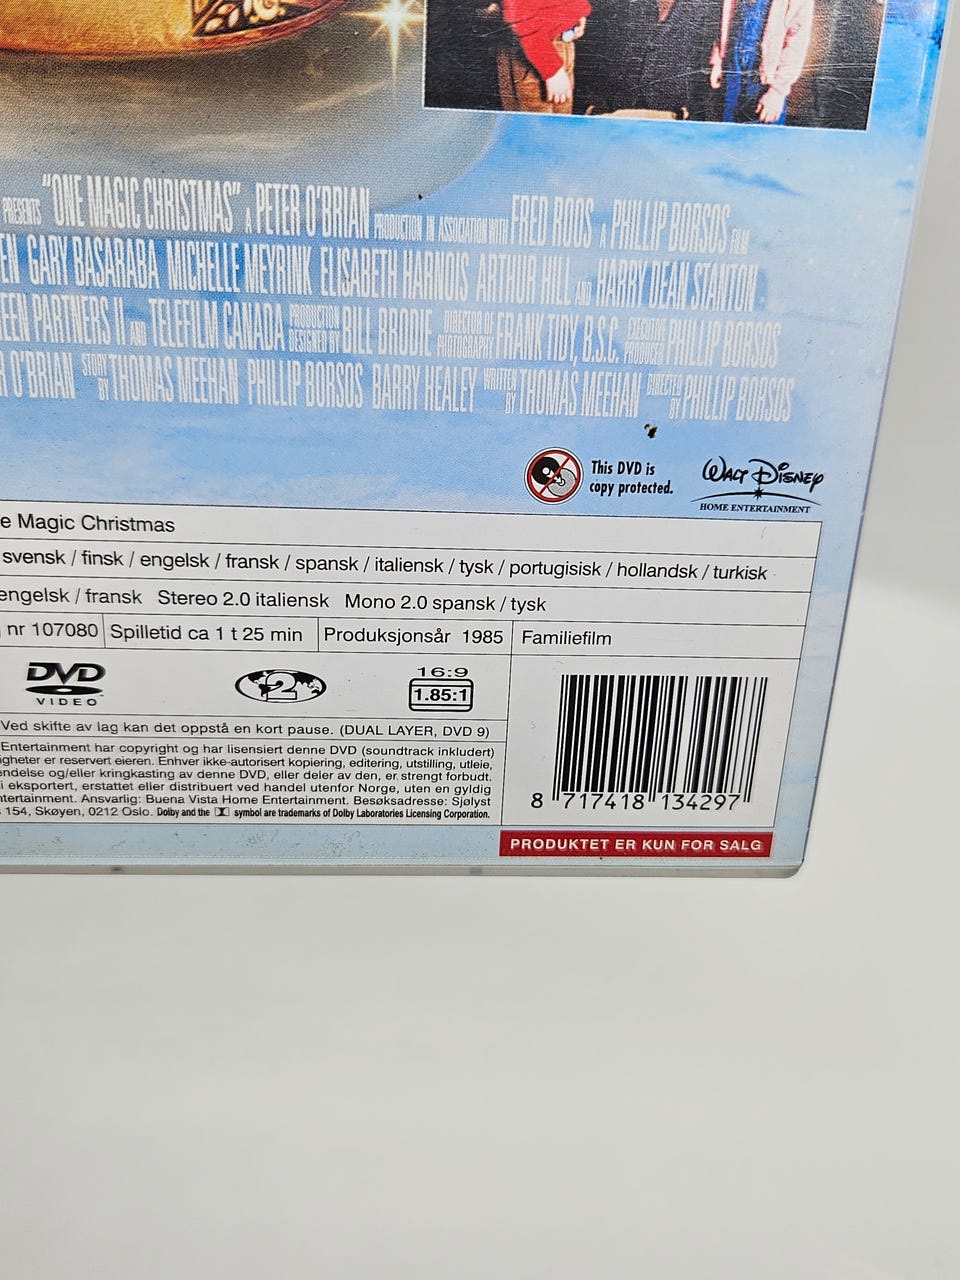 PRESENTS "ONE MAGIC CHRISTMAS" A PETER O'BRIAN PRODUCTION IN ASSOCIATION WITH FRED ROOS A PHILLIP BORSOS FILM
EN GARY BASARABA MICHELLE MEYRINK ELISABETH HARNOIS ARTHUR HILL AND HARRY DEAN STANTON
EEN PARTNERS II AND TELEFILM CANADA PRODUCTION DESIGNED BY BILL BRODIE DIRECTOR OF PHOTOGRAPHY FRANK TIDY, B.S.C. EXECUTIVE PRODUCER PHILLIP BORSOS
R O'BRIAN STORY BY THOMAS MEEHAN PHILLIP BORSOS BARRY HEALEY WRITTEN BY THOMAS MEEHAN DIRECTED BY PHILLIP BORSOS
This DVD is
copy protected.
WALT DISNEY
HOME ENTERTAINMENT
e Magic Christmas
svensk / finsk / engelsk / fransk / spansk / italiensk / tysk / portugisisk / hollandsk / turkisk
engelsk / fransk Stereo 2.0 italiensk Mono 2.0 spansk / tysk
nr 107080 Spilletid ca 1 t 25 min Produksjonsår 1985 Familiefilm
DVD
VIDEO
2
16:9
1.85:1
Ved skifte av lag kan det oppstå en kort pause. (DUAL LAYER, DVD 9)
Entertainment har copyright og har lisensiert denne DVD (soundtrack inkludert)
igheter er reservert eieren. Enhver ikke-autorisert kopiering, editering, utstilling, utleie,
endelse og/eller kringkasting av denne DVD, eller deler av den, er strengt forbudt.
i eksportert, erstattet eller distribuert ved handel utenfor Norge, uten en gyldig
ntertainment. Ansvarlig: Buena Vista Home Entertainment. Besøksadresse: Sjølyst
154, Skøyen, 0212 Oslo. Dolby and the symbol are trademarks of Dolby Laboratories Licensing Corporation.
8 717418 134297
PRODUKTET ER KUN FOR SALG